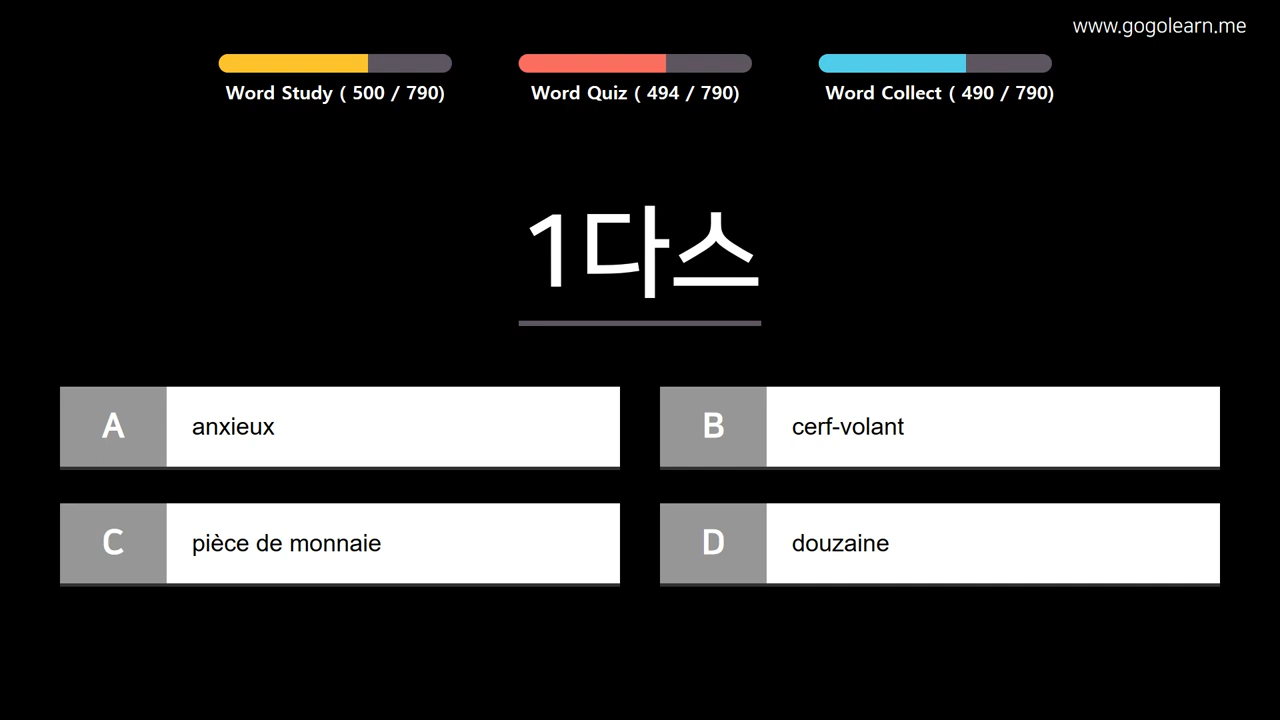 www.gogolearn.me
Word Study ( 500 / 790)
Word Quiz ( 494 / 790)
Word Collect ( 490 / 790)
1다스
A
anxieux
B
cerf-volant
C
pièce de monnaie
D
douzaine